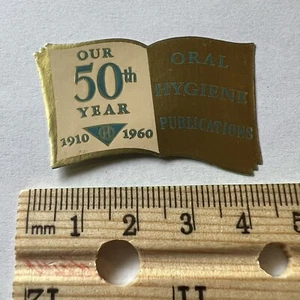 OUR
50th
YEAR
1910 1960
ORAL
HYGIENE
PUBLICATIONS
mm 1 2 3 4 5